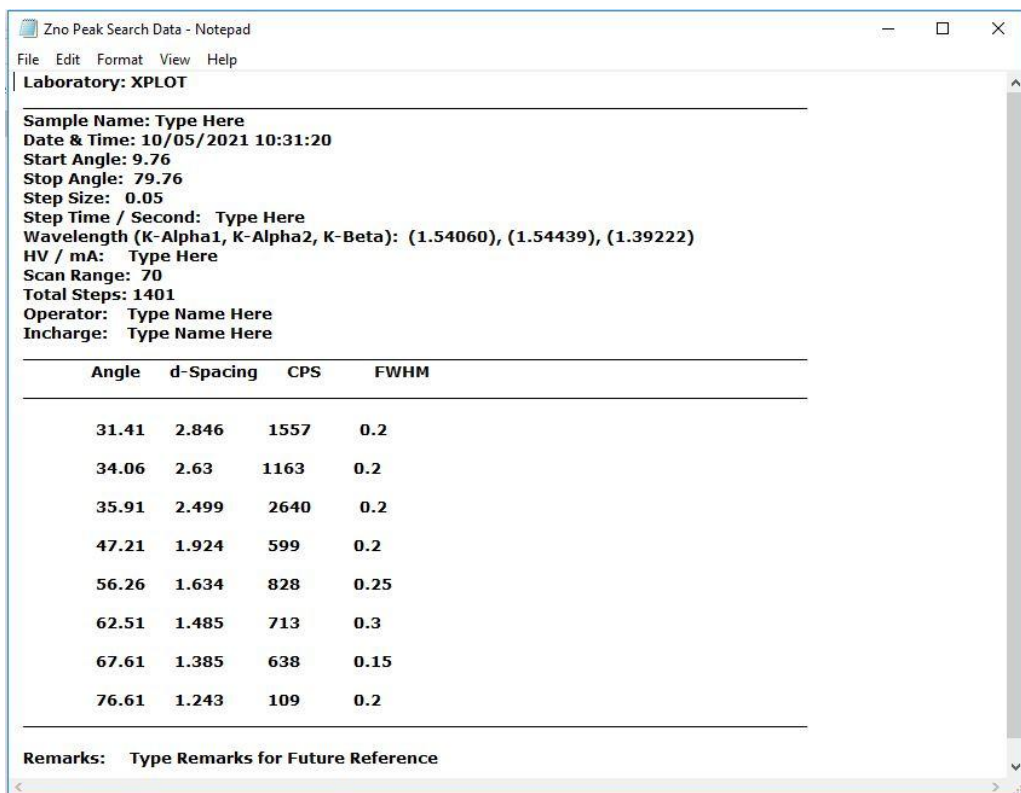 Zno Peak Search Data - Notepad
File Edit Format View Help
Laboratory: XPLOT
Sample Name: Type Here
Date & Time: 10/05/2021 10:31:20
Start Angle: 9.76
Stop Angle: 79.76
Step Size: 0.05
Step Time / Second: Type Here
Wavelength (K-Alpha1, K-Alpha2, K-Beta): (1.54060), (1.54439), (1.39222)
HV / mA: Type Here
Scan Range: 70
Total Steps: 1401
Operator: Type Name Here
Incharge: Type Name Here
Angle d-Spacing CPS FWHM
31.41 2.846 1557 0.2
34.06 2.63 1163 0.2
35.91 2.499 2640 0.2
47.21 1.924 599 0.2
56.26 1.634 828 0.25
62.51 1.485 713 0.3
67.61 1.385 638 0.15
76.61 1.243 109 0.2
Remarks: Type Remarks for Future Reference